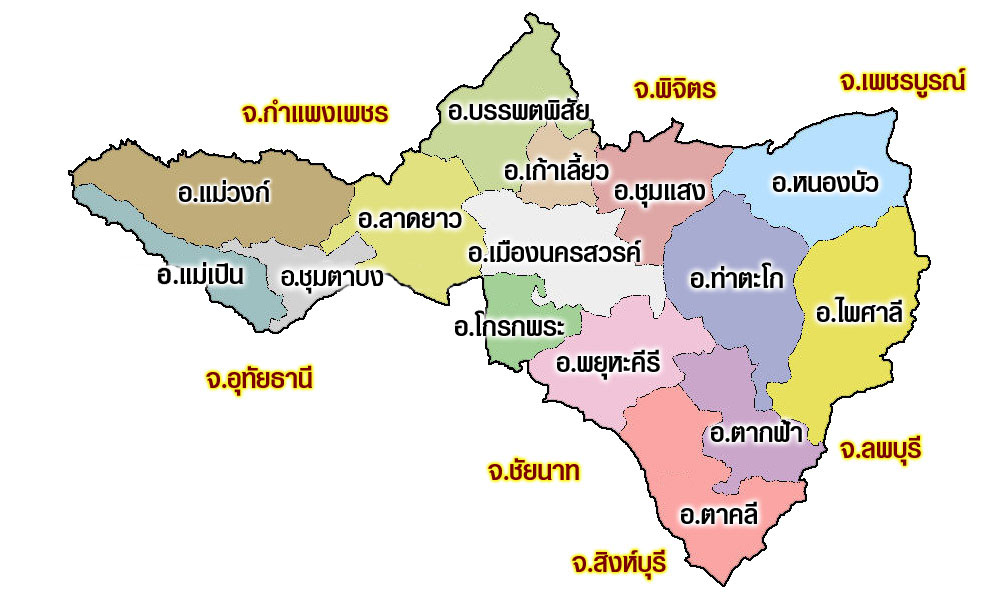 จ.เพชรบูรณ์
จ.พิจิตร
จ.กำแพงเพชร
อ.บรรพตพิสัย
อ.เก้าเลี้ยว
อ.ชุมแสง
อ.หนองบัว
อ.แม่วงก์
อ.ลาดยาว
อ.เมืองนครสวรรค์
อ.แม่เปิน
อ.ชุมตาบง
อ.ท่าตะโก
อ.ไพศาลี
อ.โกรกพระ
อ.พยุหะคีรี
จ.อุทัยธานี
อ.ตากฟ้า
จ.ลพบุรี
จ.ชัยนาท
อ.ตาคลี
จ.สิงห์บุรี